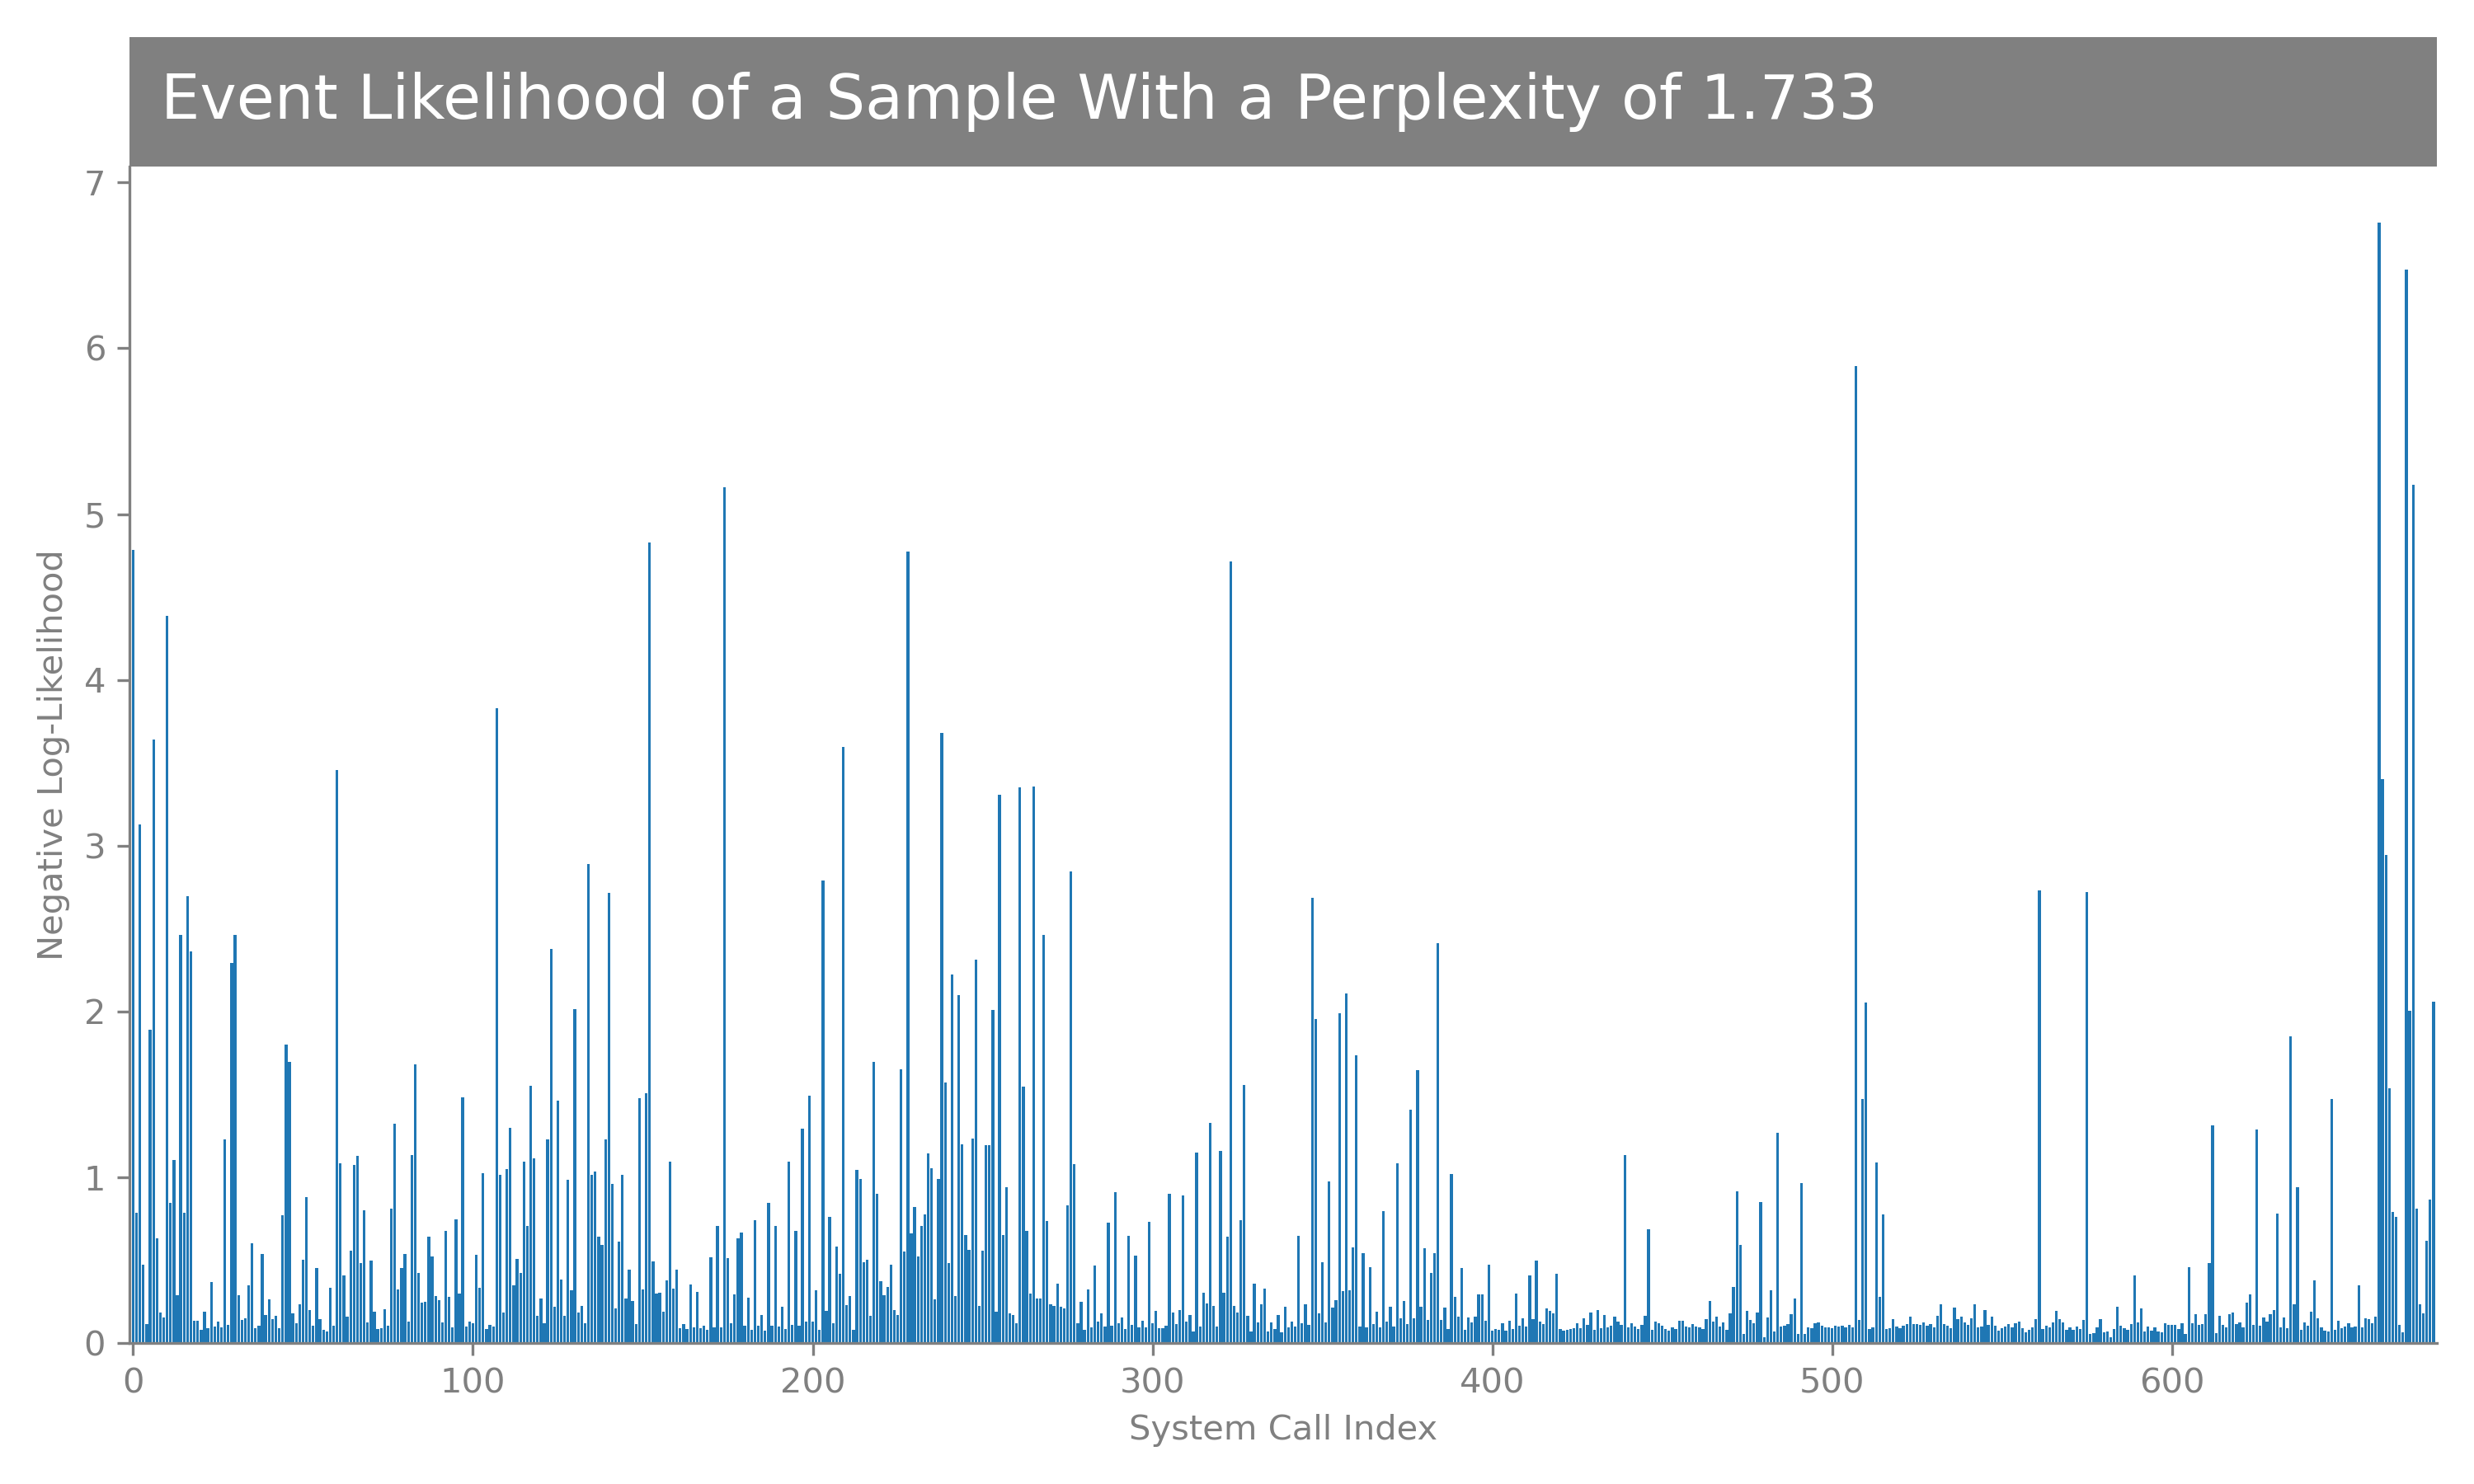 Event Likelihood of a Sample With a Perplexity of 1.733
7
6
5
4
3
2
1
0
Negative Log-Likelihood
0 100 200 300 400 500 600
System Call Index